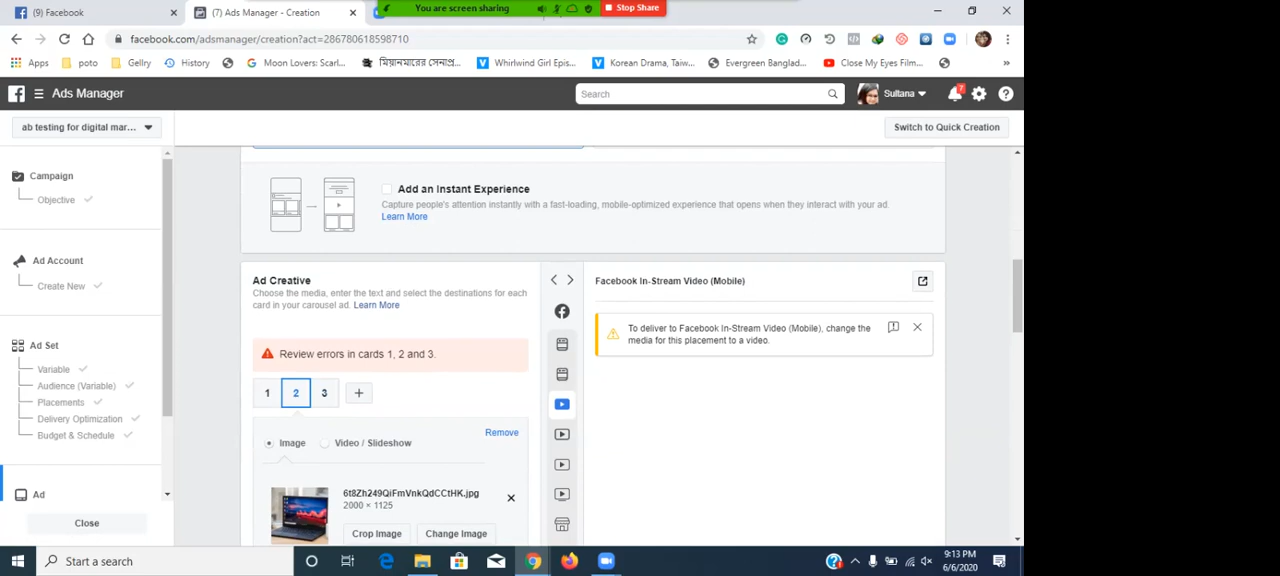 (9) Facebook
(7) Ads Manager - Creation
You are screen sharing
Stop Share
facebook.com/adsmanager/creation?act=286780618598710
Apps
poto
Gellry
History
Moon Lovers: Scarl...
মিয়ানমারের সেনাপ্র...
Whirlwind Girl Epis...
Korean Drama, Taiw...
Evergreen Banglad...
Close My Eyes Film...
Ads Manager
Search
Sultana
7
ab testing for digital mar...
Switch to Quick Creation
Campaign
Objective
Ad Account
Create New
Ad Set
Variable
Audience (Variable)
Placements
Delivery Optimization
Budget & Schedule
Ad
Close
Add an Instant Experience
Capture people's attention instantly with a fast-loading, mobile-optimized experience that opens when they interact with your ad.
Learn More
Ad Creative
Choose the media, enter the text and select the destinations for each
card in your carousel ad. Learn More
Review errors in cards 1, 2 and 3.
1 2 3 +
Remove
Image Video / Slideshow
6t8Zh249QiFmVnkQdCCtHK.jpg
2000 × 1125
Crop Image Change Image
Facebook In-Stream Video (Mobile)
To deliver to Facebook In-Stream Video (Mobile), change the
media for this placement to a video.
Start a search
9:13 PM
6/6/2020